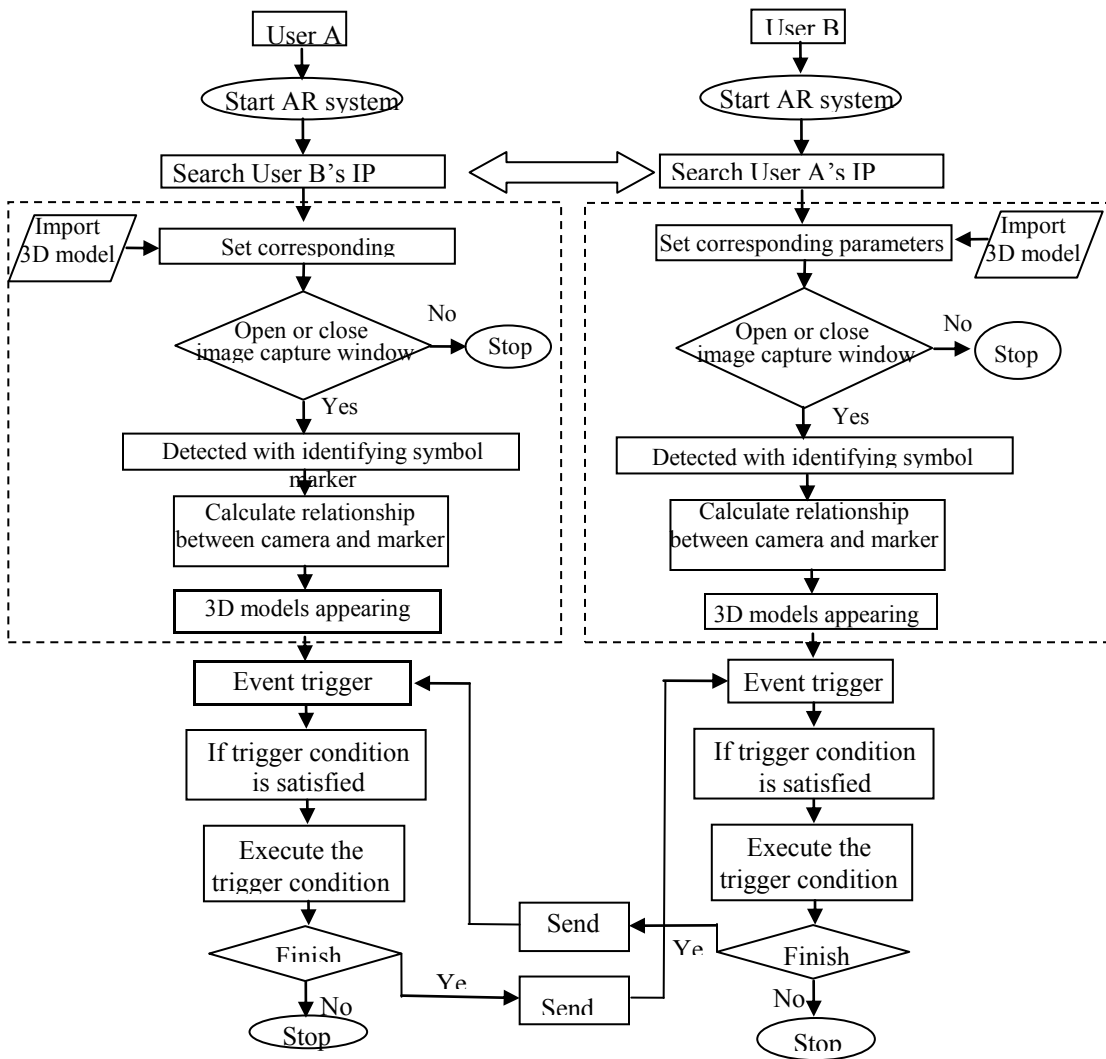 User A
Start AR system
Search User B's IP
Import
3D model
Set corresponding
Open or close
image capture window
No
Stop
Yes
Detected with identifying symbol
marker
Calculate relationship
between camera and marker
3D models appearing
Event trigger
If trigger condition
is satisfied
Execute the
trigger condition
Finish
Ye
No
Stop
Send
Send
User B
Start AR system
Search User A's IP
Set corresponding parameters
Import
3D model
Open or close
image capture window
No
Stop
Yes
Detected with identifying symbol
Calculate relationship
between camera and marker
3D models appearing
Event trigger
If trigger condition
is satisfied
Execute the
trigger condition
Finish
Ye
No
Stop